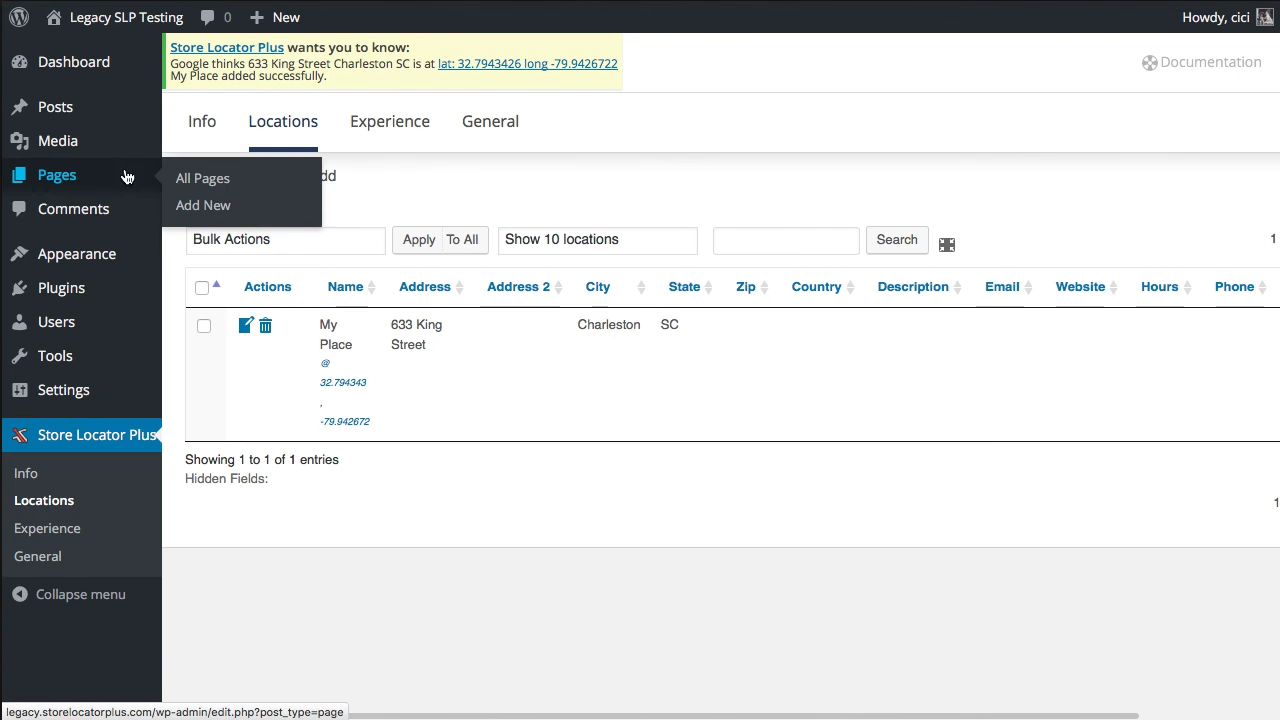 Legacy SLP Testing 0 New Howdy, cici
Dashboard
Posts
Media
Pages
Comments
Appearance
Plugins
Users
Tools
Settings
Store Locator Plus
Info
Locations
Experience
General
Collapse menu
All Pages
Add New
Store Locator Plus wants you to know:
Google thinks 633 King Street Charleston SC is at lat: 32.7943426 long -79.9426722
My Place added successfully.
Documentation
Info Locations Experience General
dd
Bulk Actions Apply To All Show 10 locations Search 1
Actions Name Address Address 2 City State Zip Country Description Email Website Hours Phone
My Place
@
32.794343
,
-79.942672
633 King
Street
Charleston SC
Showing 1 to 1 of 1 entries
Hidden Fields:
1
legacy.storelocatorplus.com/wp-admin/edit.php?post_type=page